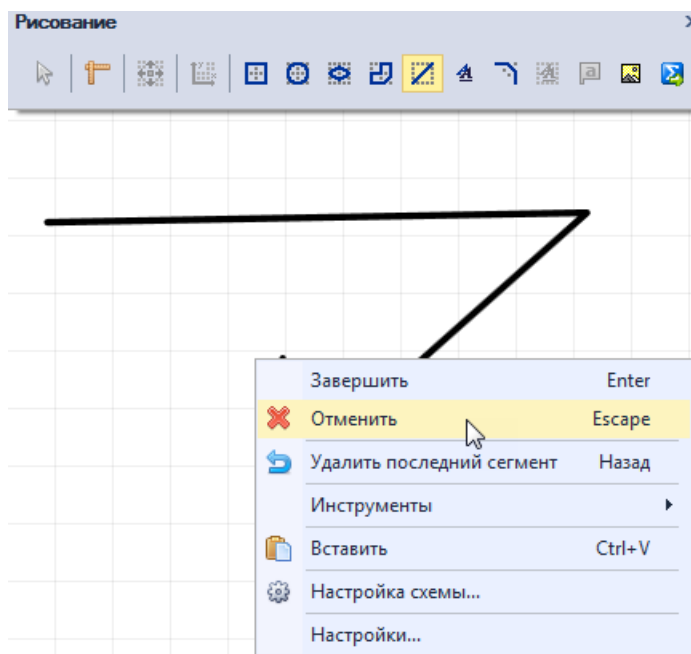 Рисование
Завершить Enter
Отменить Escape
Удалить последний сегмент Назад
Инструменты
Вставить Ctrl+V
Настройка схемы...
Настройки...